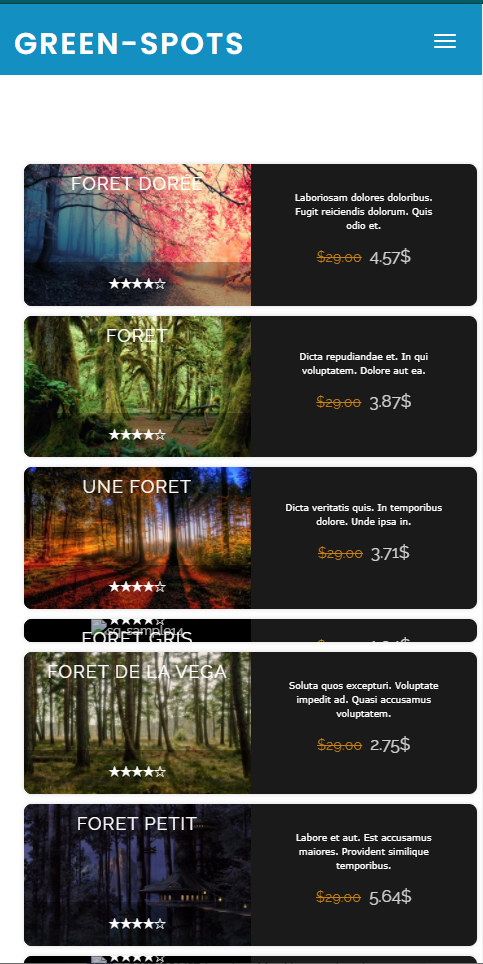 GREEN-SPOTS
FORET DORÉE
★★★★☆
Laboriosam dolores doloribus.
Fugit reiciendis dolorum. Quis
odio et.
$29.00 4.57$
FORET
★★★★☆
Dicta repudiandae et. In qui
voluptatem. Dolore aut ea.
$29.00 3.87$
UNE FORET
★★★★☆
Dicta veritatis quis. In temporibus
dolore. Unde ipsa in.
$29.00 3.71$
★★★★☆
sq-sample14
FORET GRIS
FORET DE LA VEGA
★★★★☆
Soluta quos excepturi. Voluptate
impedit ad. Quasi accusamus
voluptatem.
$29.00 2.75$
FORET PETIT
★★★★☆
Labore et aut. Est accusamus
maiores. Provident similique
temporibus.
$29.00 5.64$